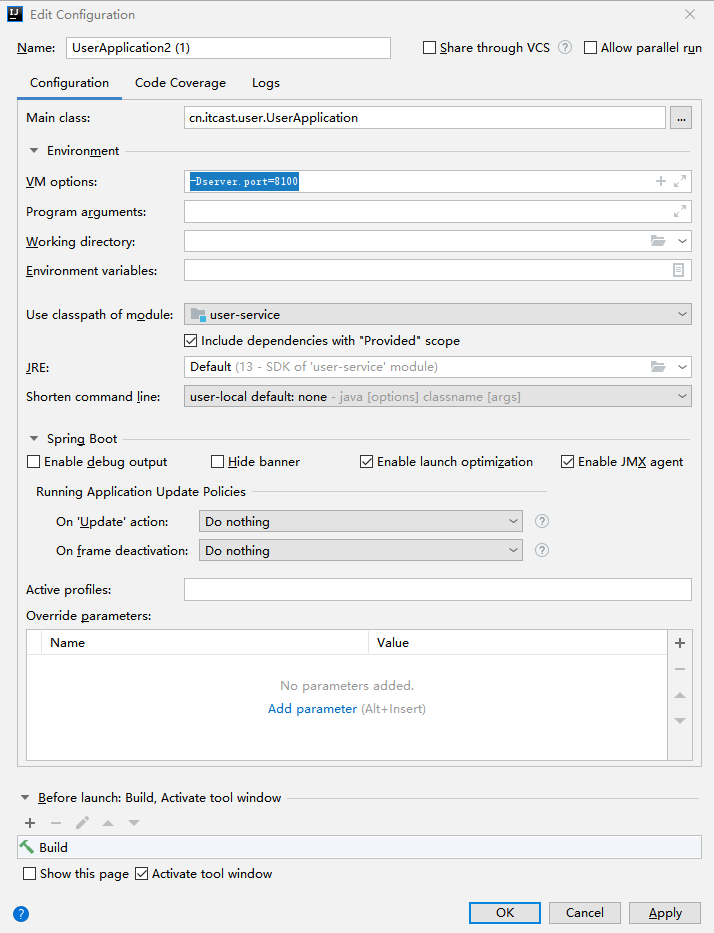 Edit Configuration
Name: UserApplication2 (1) Share through VCS ? Allow parallel run
Configuration Code Coverage Logs
Main class: cn.itcast.user.UserApplication ...
Environment
VM options: -Dserver.port=8100
Program arguments:
Working directory:
Environment variables:
Use classpath of module: user-service
Include dependencies with "Provided" scope
JRE: Default (13 - SDK of 'user-service' module)
Shorten command line: user-local default: none - java [options] classname [args]
Spring Boot
Enable debug output Hide banner Enable launch optimization Enable JMX agent
Running Application Update Policies
On 'Update' action: Do nothing ?
On frame deactivation: Do nothing ?
Active profiles:
Override parameters:
Name Value
No parameters added.
Add parameter (Alt+Insert)
Before launch: Build, Activate tool window
Build
Show this page Activate tool window
? OK Cancel Apply